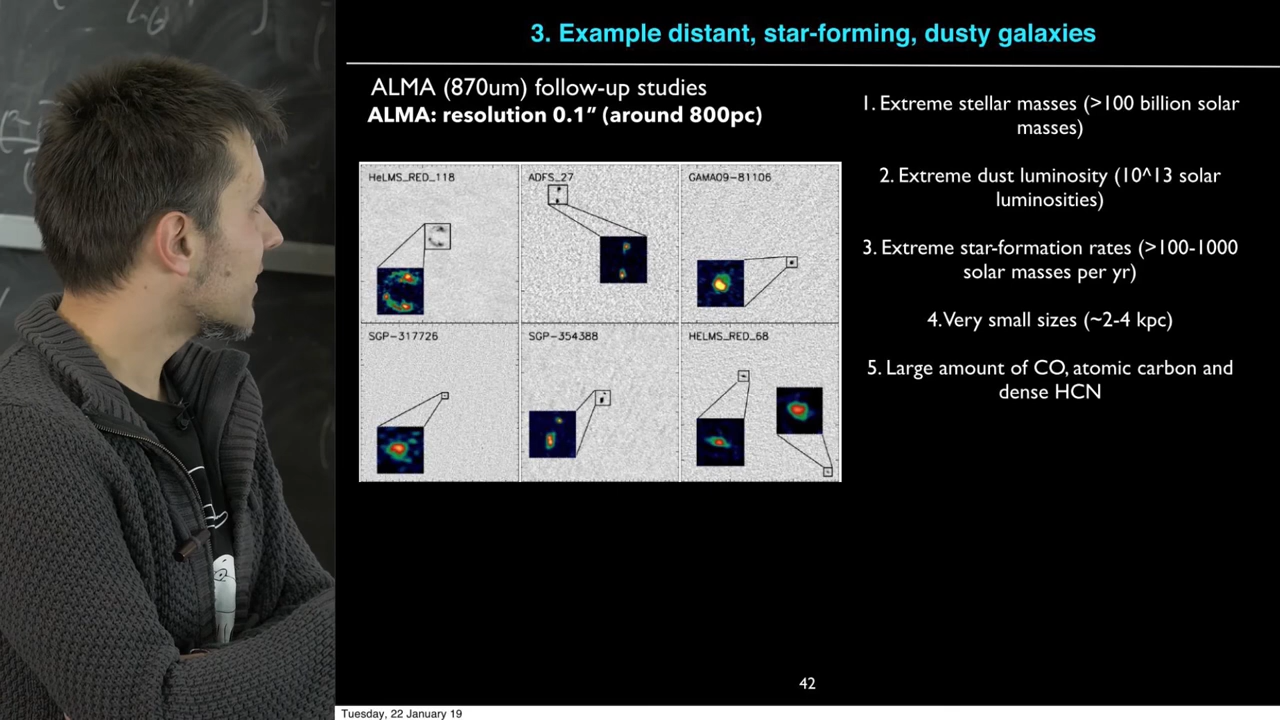 3. Example distant, star-forming, dusty galaxies
ALMA (870um) follow-up studies
ALMA: resolution 0.1” (around 800pc)
HeLMS_RED_118
ADFS_27
GAMA09-81106
SGP-317726
SGP-354388
HELMS_RED_68
1. Extreme stellar masses (>100 billion solar
masses)
2. Extreme dust luminosity (10^13 solar
luminosities)
3. Extreme star-formation rates (>100-1000
solar masses per yr)
4. Very small sizes (~2-4 kpc)
5. Large amount of CO, atomic carbon and
dense HCN
42
Tuesday, 22 January 19